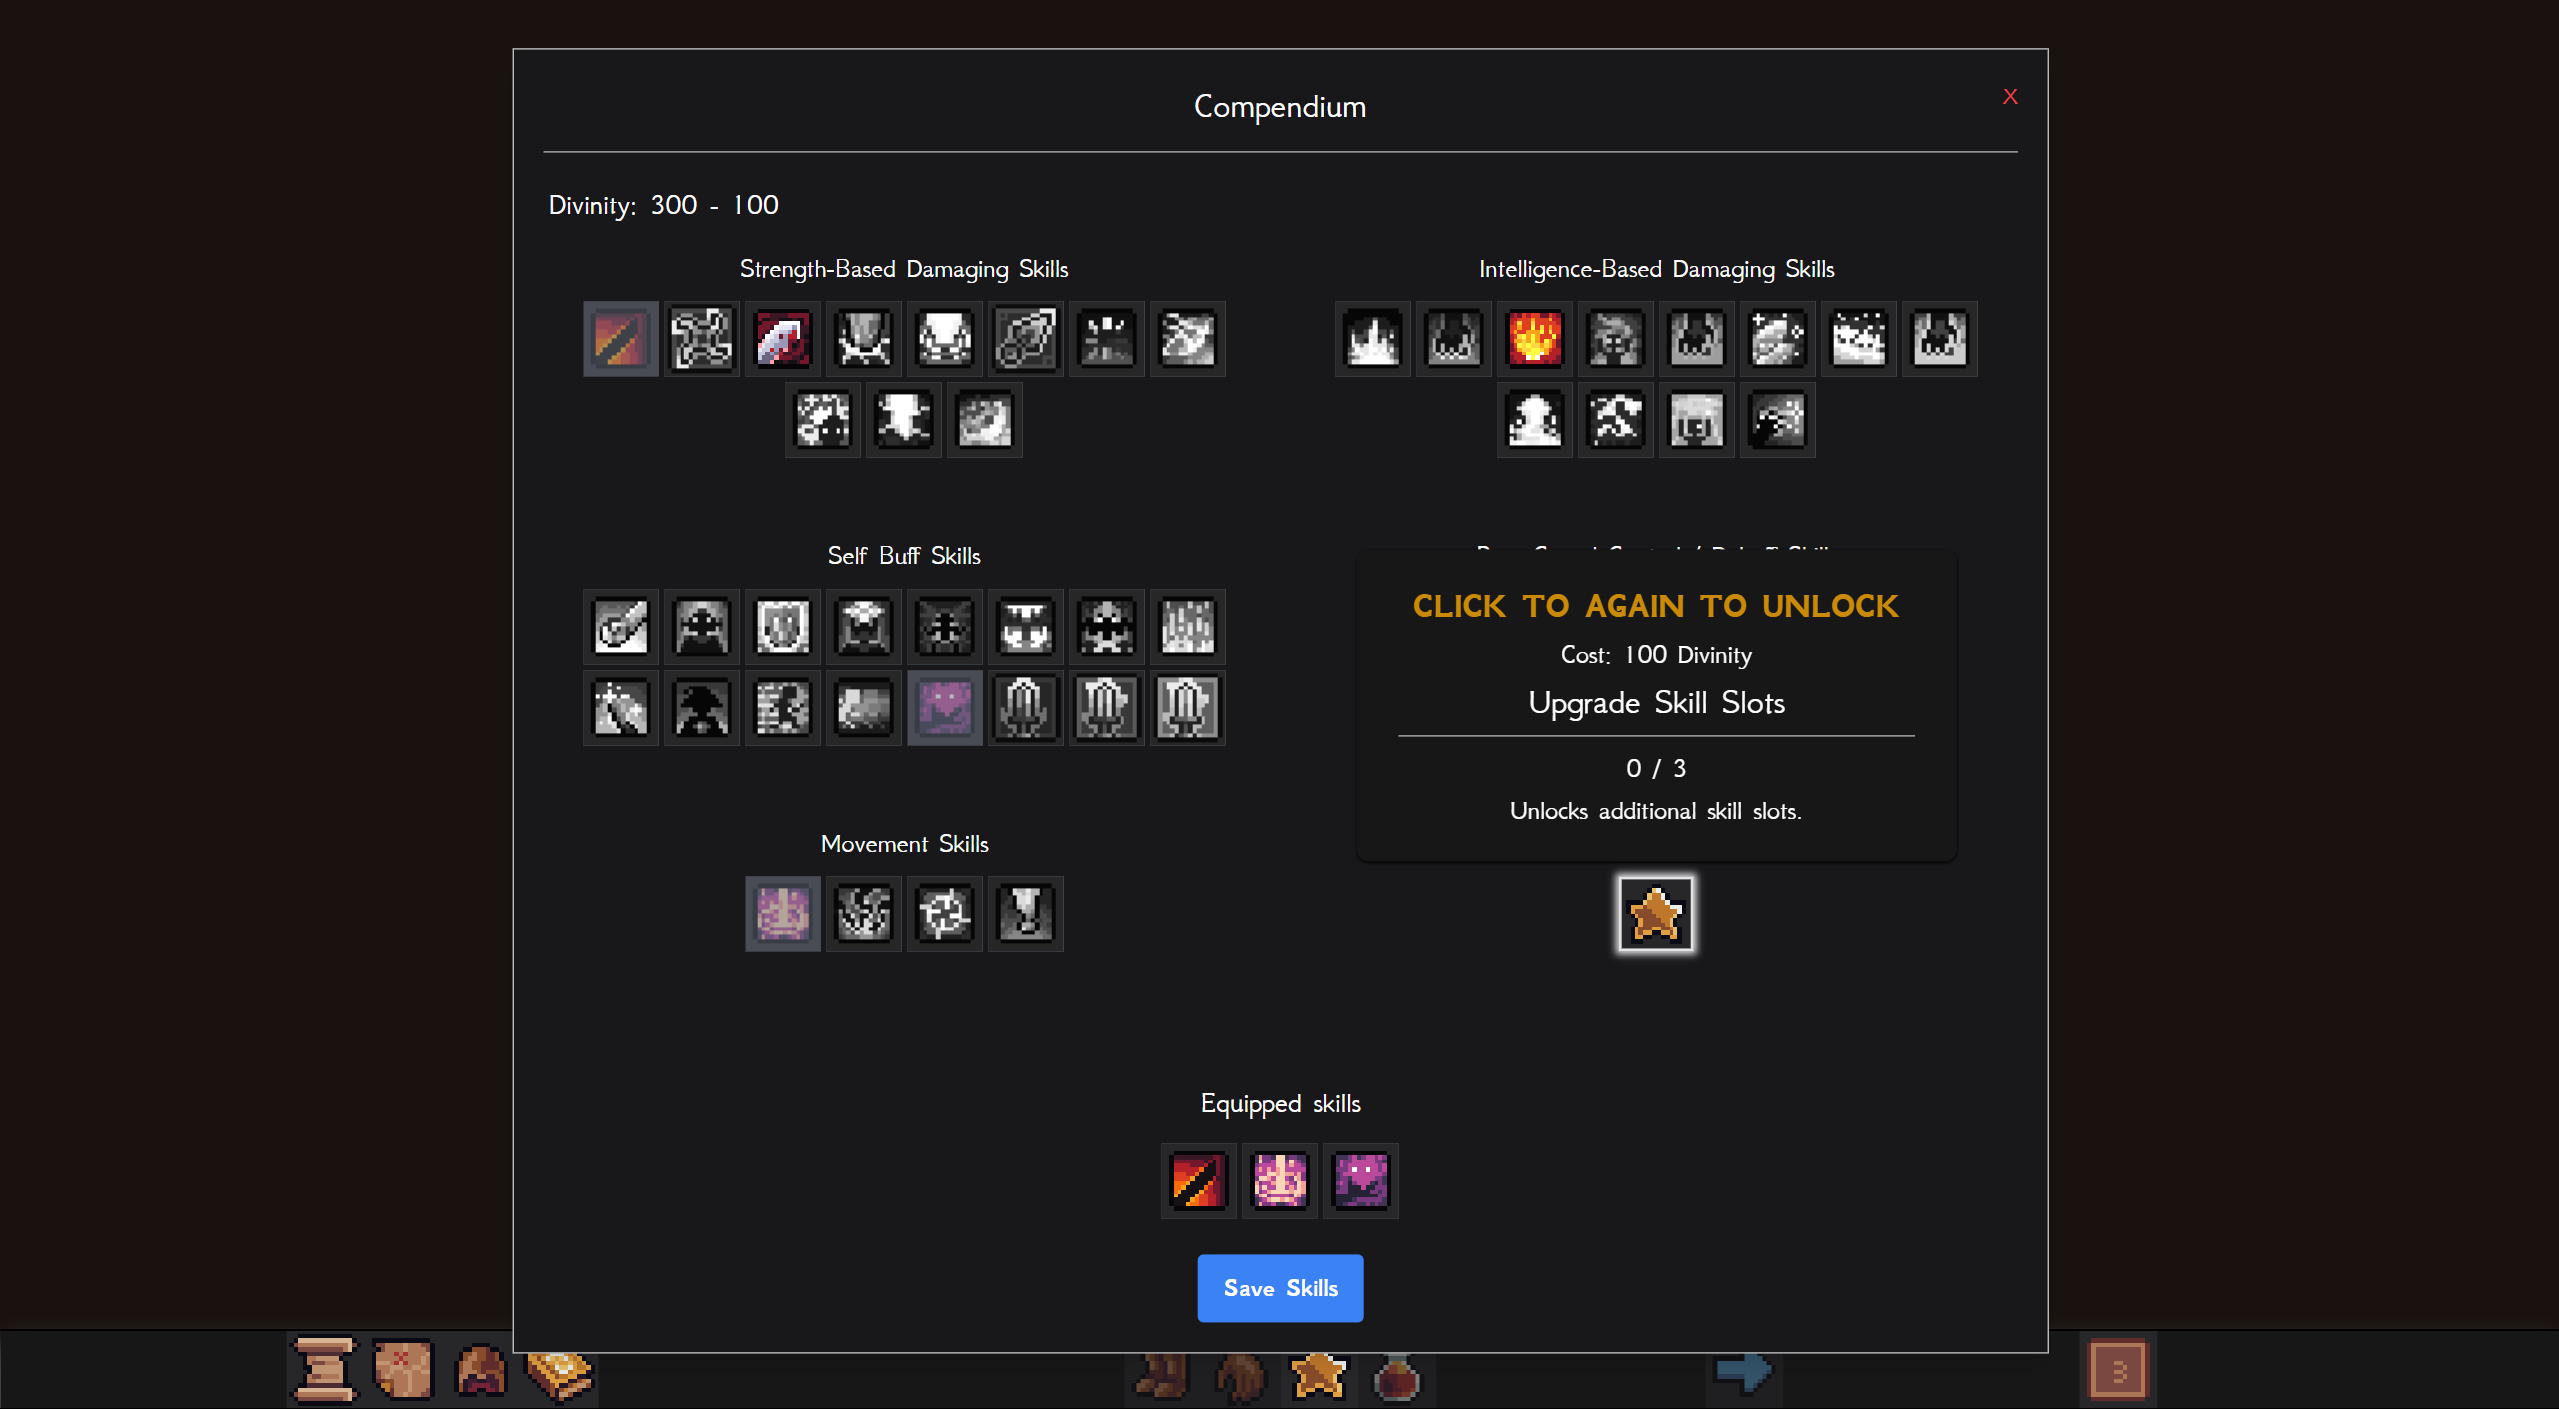 Compendium
X
Divinity: 300 - 100
Strength-Based Damaging Skills
Intelligence-Based Damaging Skills
Self Buff Skills
CLICK TO AGAIN TO UNLOCK
Cost: 100 Divinity
Upgrade Skill Slots
0 / 3
Unlocks additional skill slots.
Movement Skills
Equipped skills
Save Skills
3